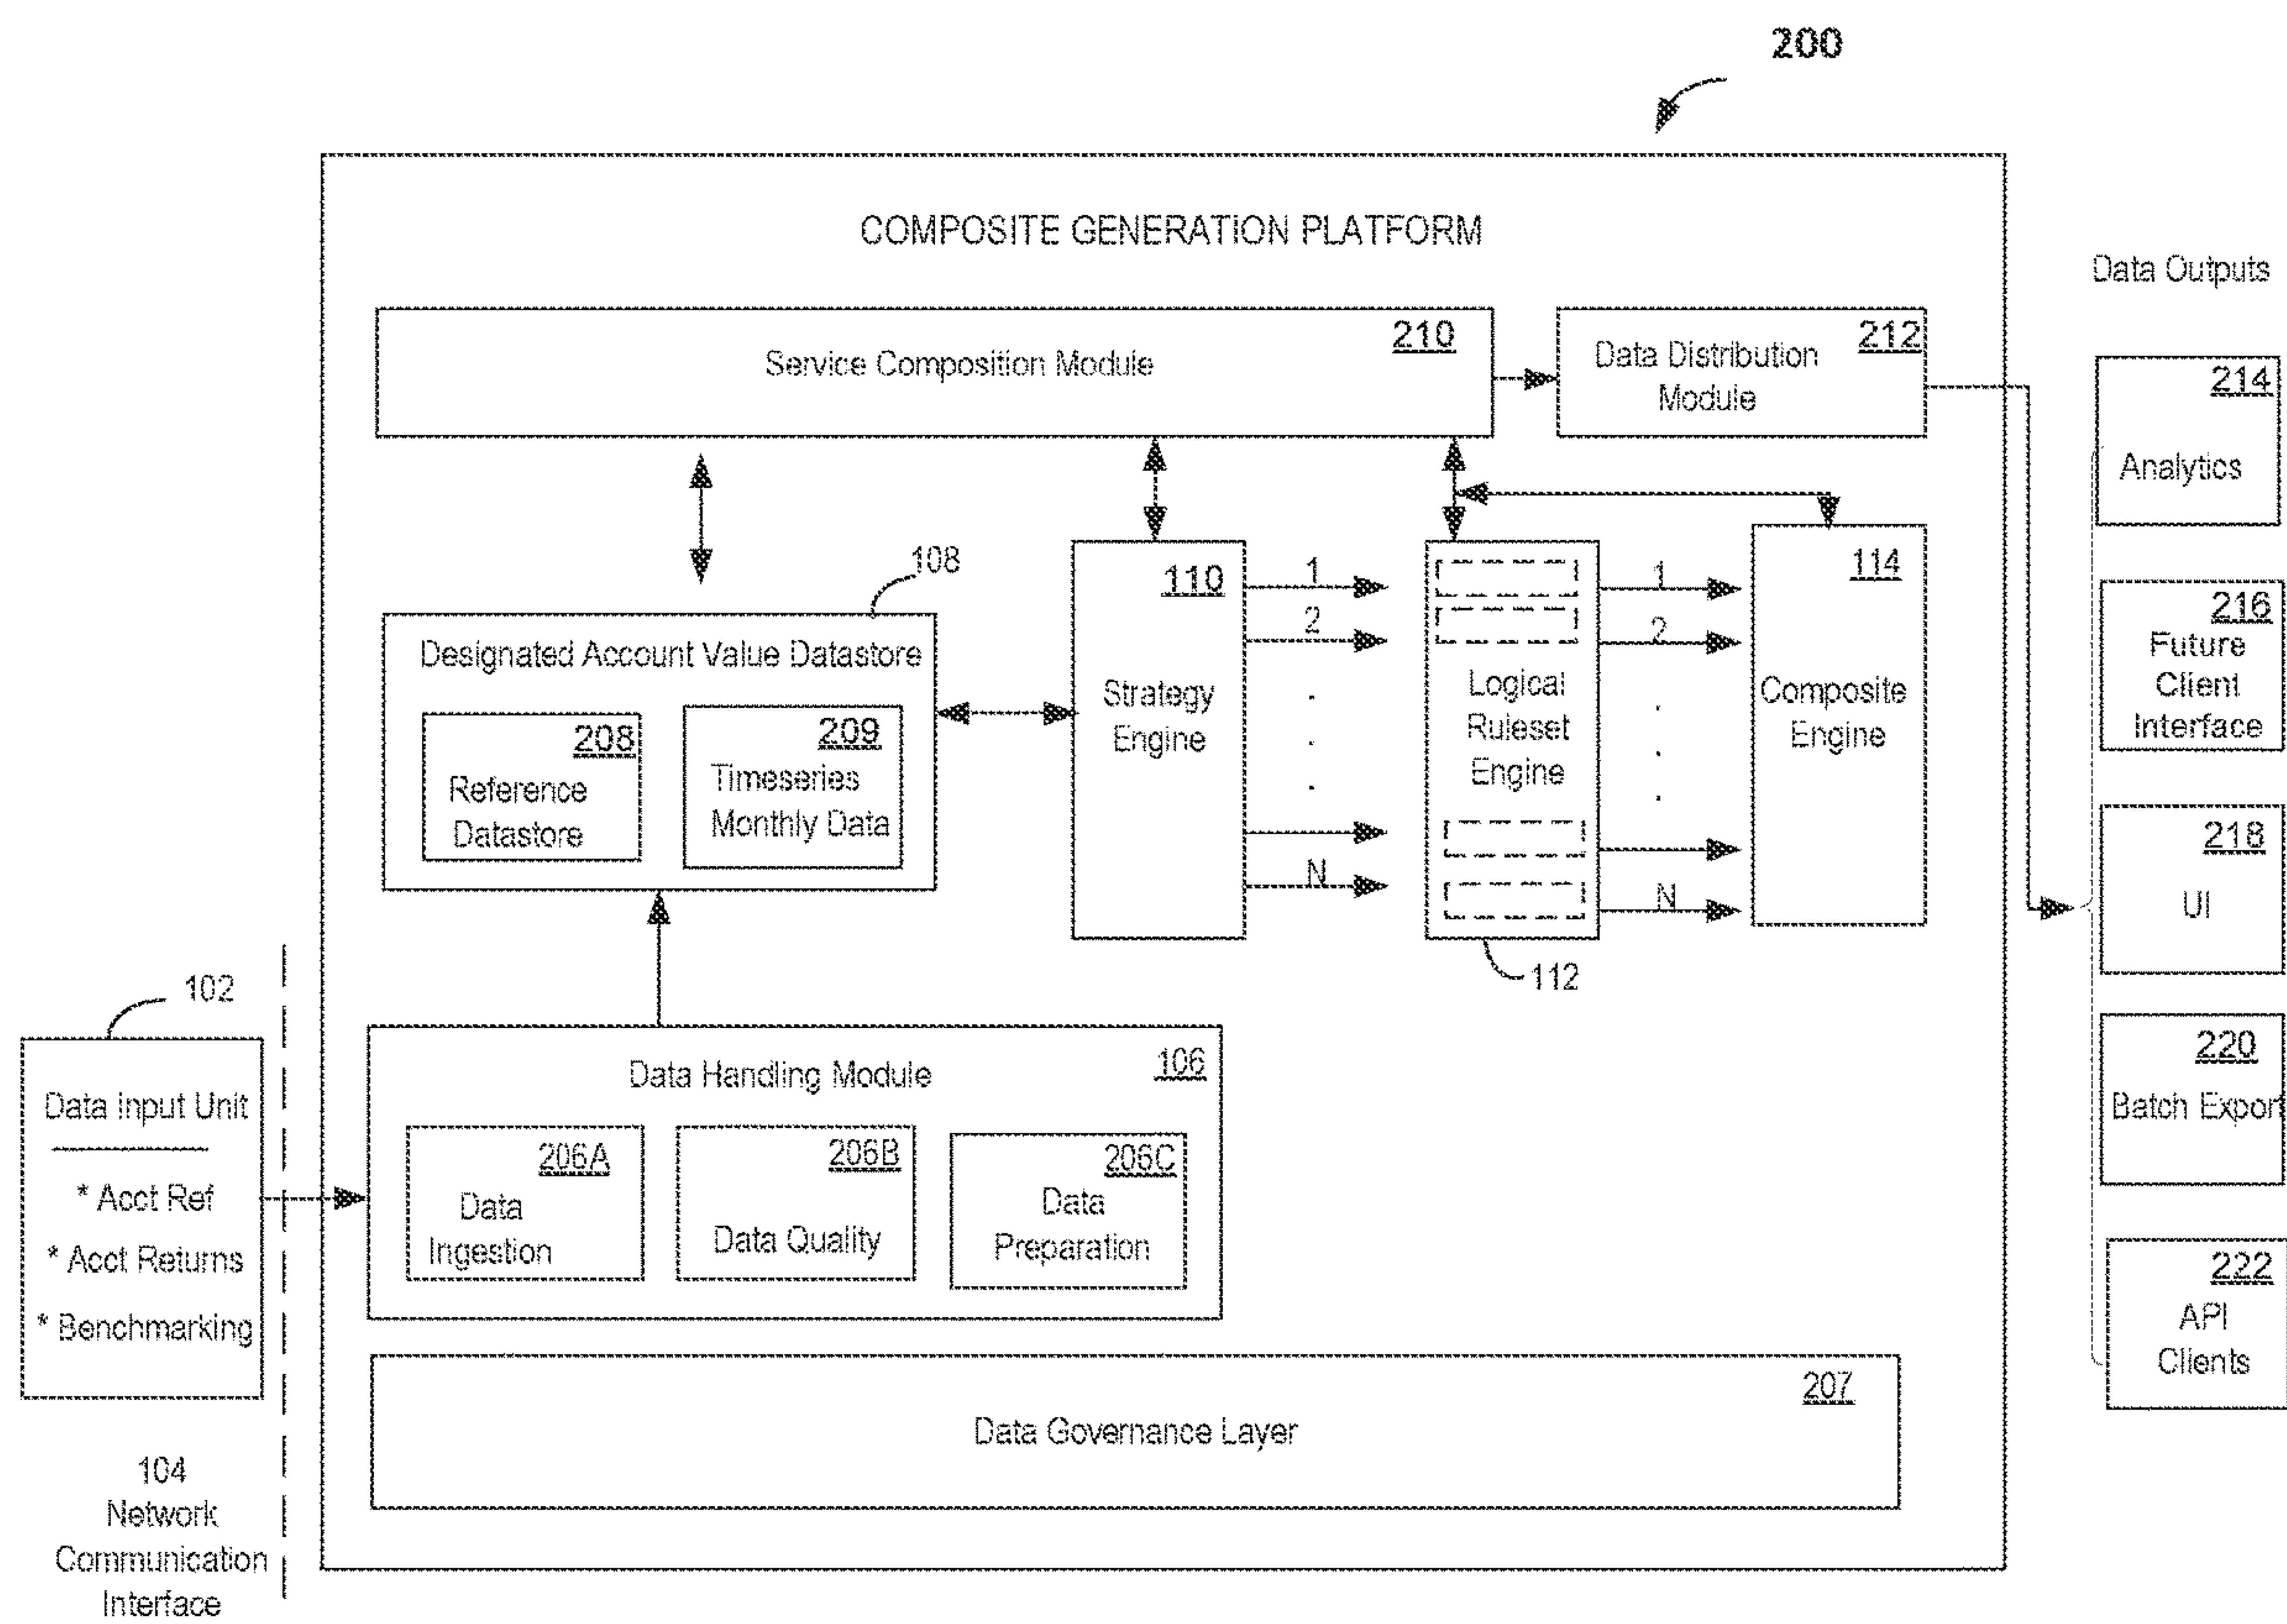 200
COMPOSITE GENERATION PLATFORM
Data Outputs
210
Service Composition Module
212
Data Distribution
Module
214
Analytics
108
Designated Account Value Datastore
208
Reference
Datastore
209
Timeseries
Monthly Data
110
Strategy
Engine
1
2
.
.
.
N
Logical
Ruleset
Engine
112
1
2
.
.
.
N
114
Composite
Engine
216
Future
Client
Interface
218
UI
220
Batch Export
222
API
Clients
102
Data Input Unit
* Acct Ref
* Acct Returns
* Benchmarking
104
Network
Communication
Interface
Data Handling Module
106
206A
Data
Ingestion
206B
Data Quality
206C
Data
Preparation
207
Data Governance Layer